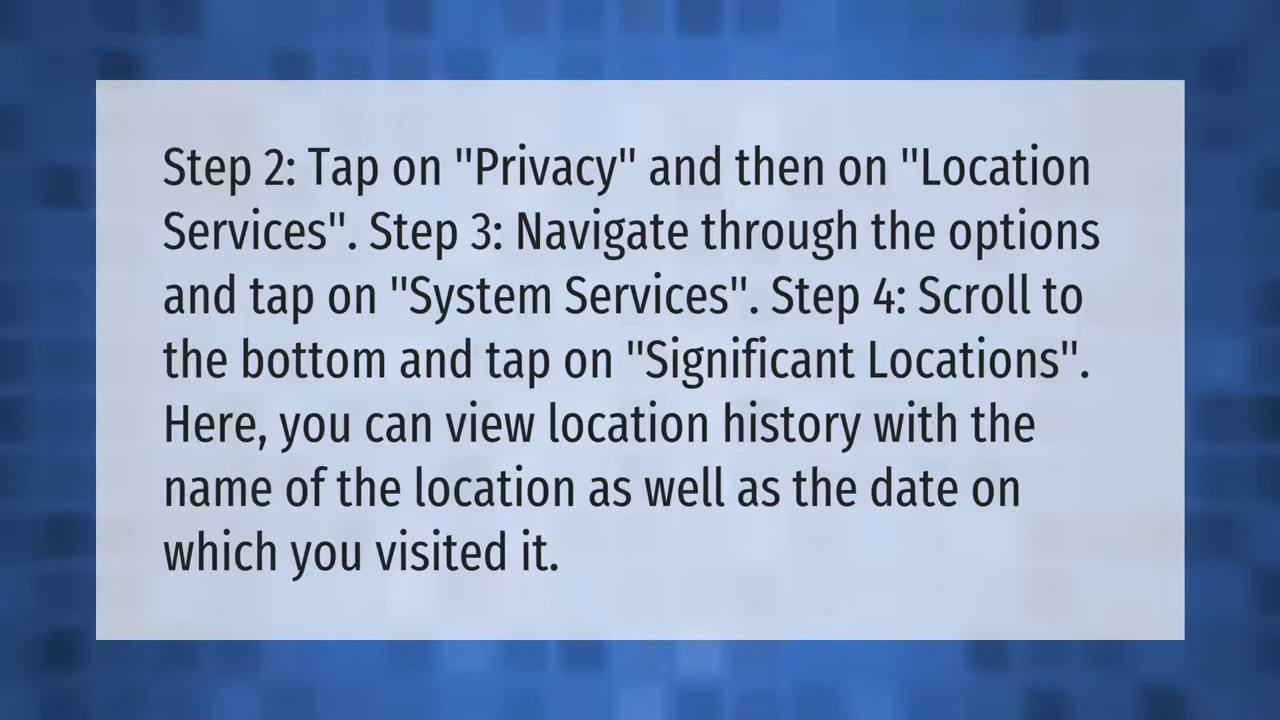 Step 2: Tap on "Privacy" and then on "Location
Services". Step 3: Navigate through the options
and tap on "System Services". Step 4: Scroll to
the bottom and tap on "Significant Locations".
Here, you can view location history with the
name of the location as well as the date on
which you visited it.